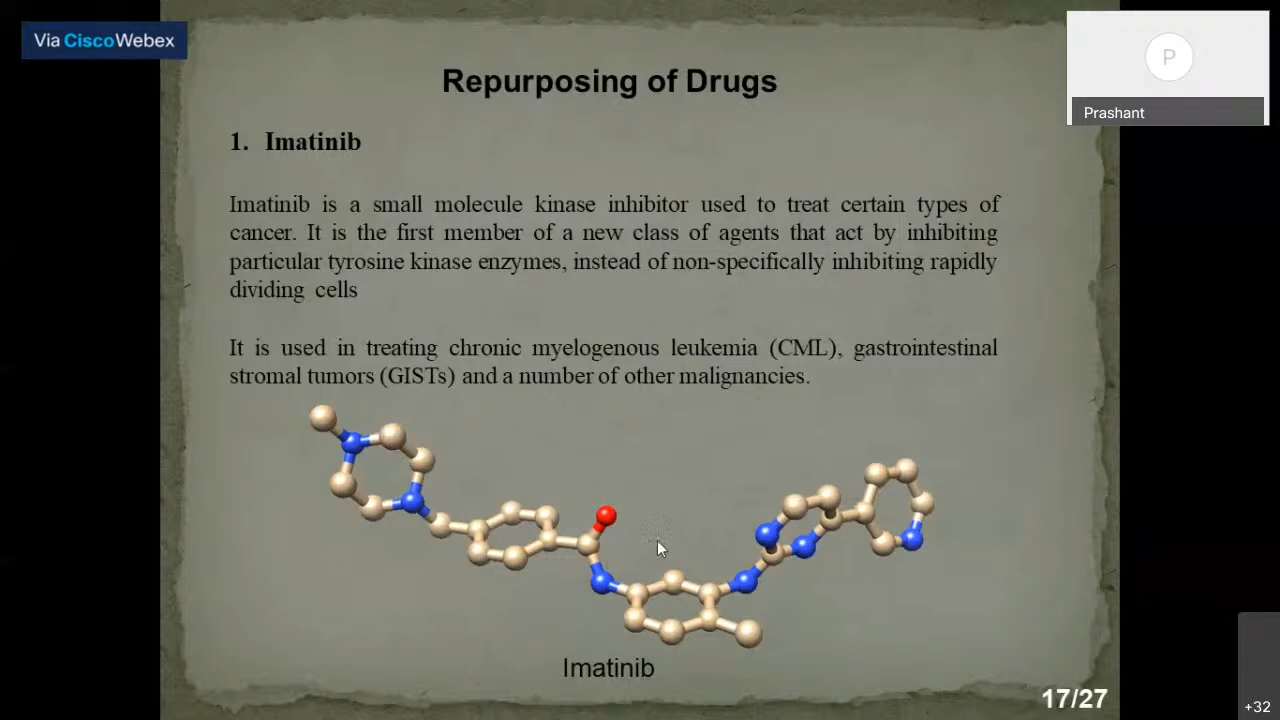 Via CiscoWebex
P
Prashant
Repurposing of Drugs
1. Imatinib
Imatinib is a small molecule kinase inhibitor used to treat certain types of
cancer. It is the first member of a new class of agents that act by inhibiting
particular tyrosine kinase enzymes, instead of non-specifically inhibiting rapidly
dividing cells
It is used in treating chronic myelogenous leukemia (CML), gastrointestinal
stromal tumors (GISTs) and a number of other malignancies.
Imatinib
17/27
+32